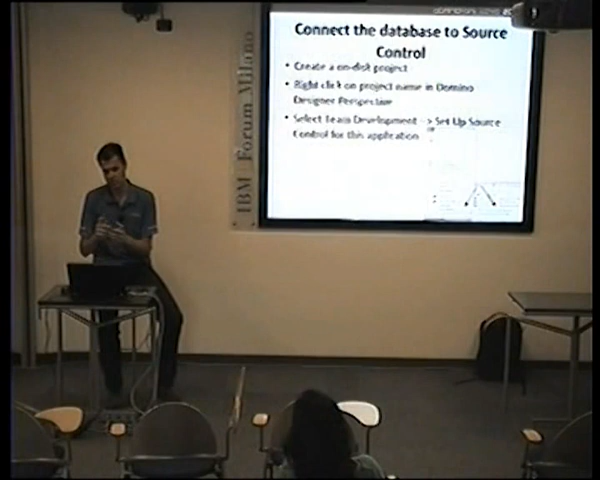 Connect the database to Source
Control
• Create a on-disk project
• Right click on project name in Domino
Designer Perspective
• Select Team Development --> Set Up Source
Control for this application
IBM Forum Milano